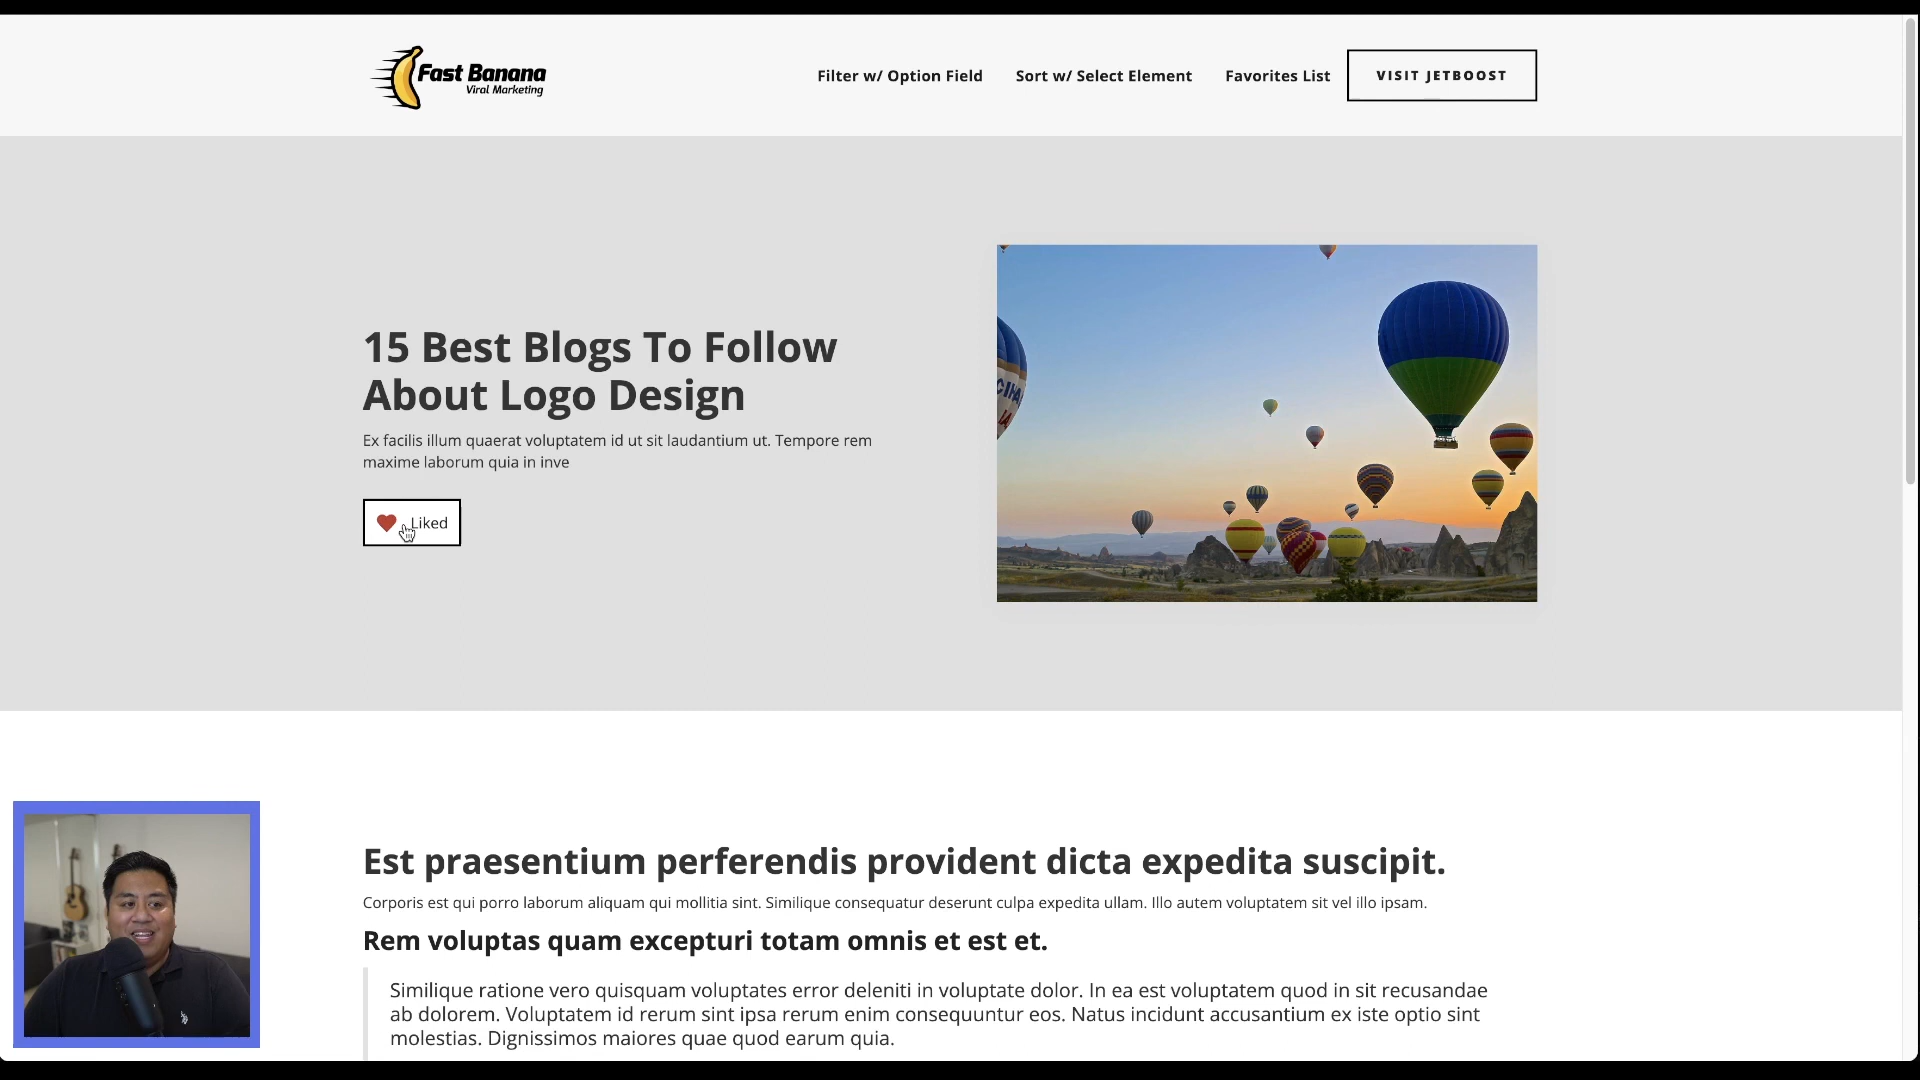 Fast Banana
Viral Marketing
Filter w/ Option Field
Sort w/ Select Element
Favorites List
VISIT JETBOOST
15 Best Blogs To Follow
About Logo Design
Ex facilis illum quaerat voluptatem id ut sit laudantium ut. Tempore rem
maxime laborum quia in inve
Liked
Est praesentium perferendis provident dicta expedita suscipit.
Corporis est qui porro laborum aliquam qui mollitia sint. Similique consequatur deserunt culpa expedita ullam. Illo autem voluptatem sit vel illo ipsam.
Rem voluptas quam excepturi totam omnis et est et.
Similique ratione vero quisquam voluptates error deleniti in voluptate dolor. In ea est voluptatem quod in sit recusandae
ab dolorem. Voluptatem id rerum sint ipsa rerum enim consequuntur eos. Natus incidunt accusantium ex iste optio sint
molestias. Dignissimos maiores quae quod earum quia.